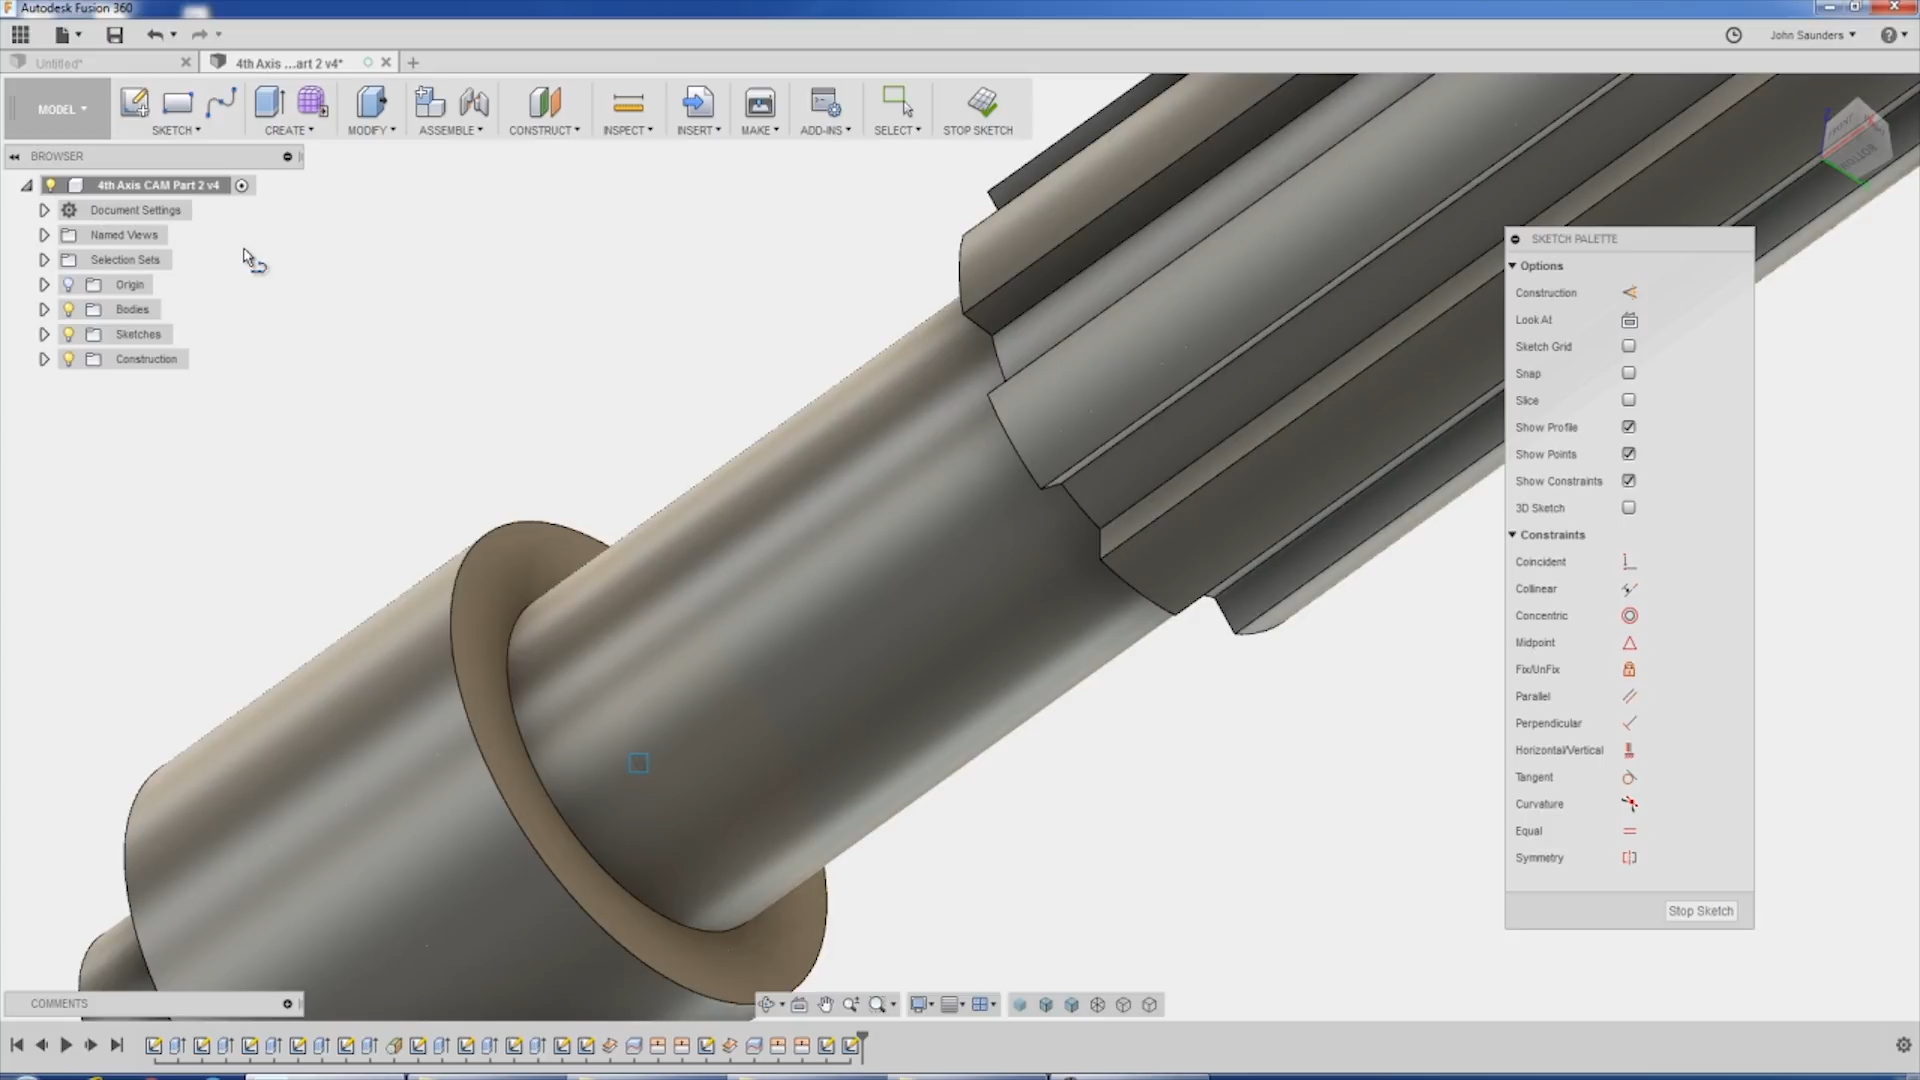 Autodesk Fusion 360
John Saunders
Untitled*
4th Axis ...art 2 v4*
MODEL
SKETCH
CREATE
MODIFY
ASSEMBLE
CONSTRUCT
INSPECT
INSERT
MAKE
ADD-INS
SELECT
STOP SKETCH
BROWSER
4th Axis CAM Part 2 v4
Document Settings
Named Views
Selection Sets
Origin
Bodies
Sketches
Construction
BOTTOM
SKETCH PALETTE
Options
Construction
Look At
Sketch Grid
Snap
Slice
Show Profile
Show Points
Show Constraints
3D Sketch
Constraints
Coincident
Collinear
Concentric
Midpoint
Fix/UnFix
Parallel
Perpendicular
Horizontal/Vertical
Tangent
Curvature
Equal
Symmetry
Stop Sketch
COMMENTS